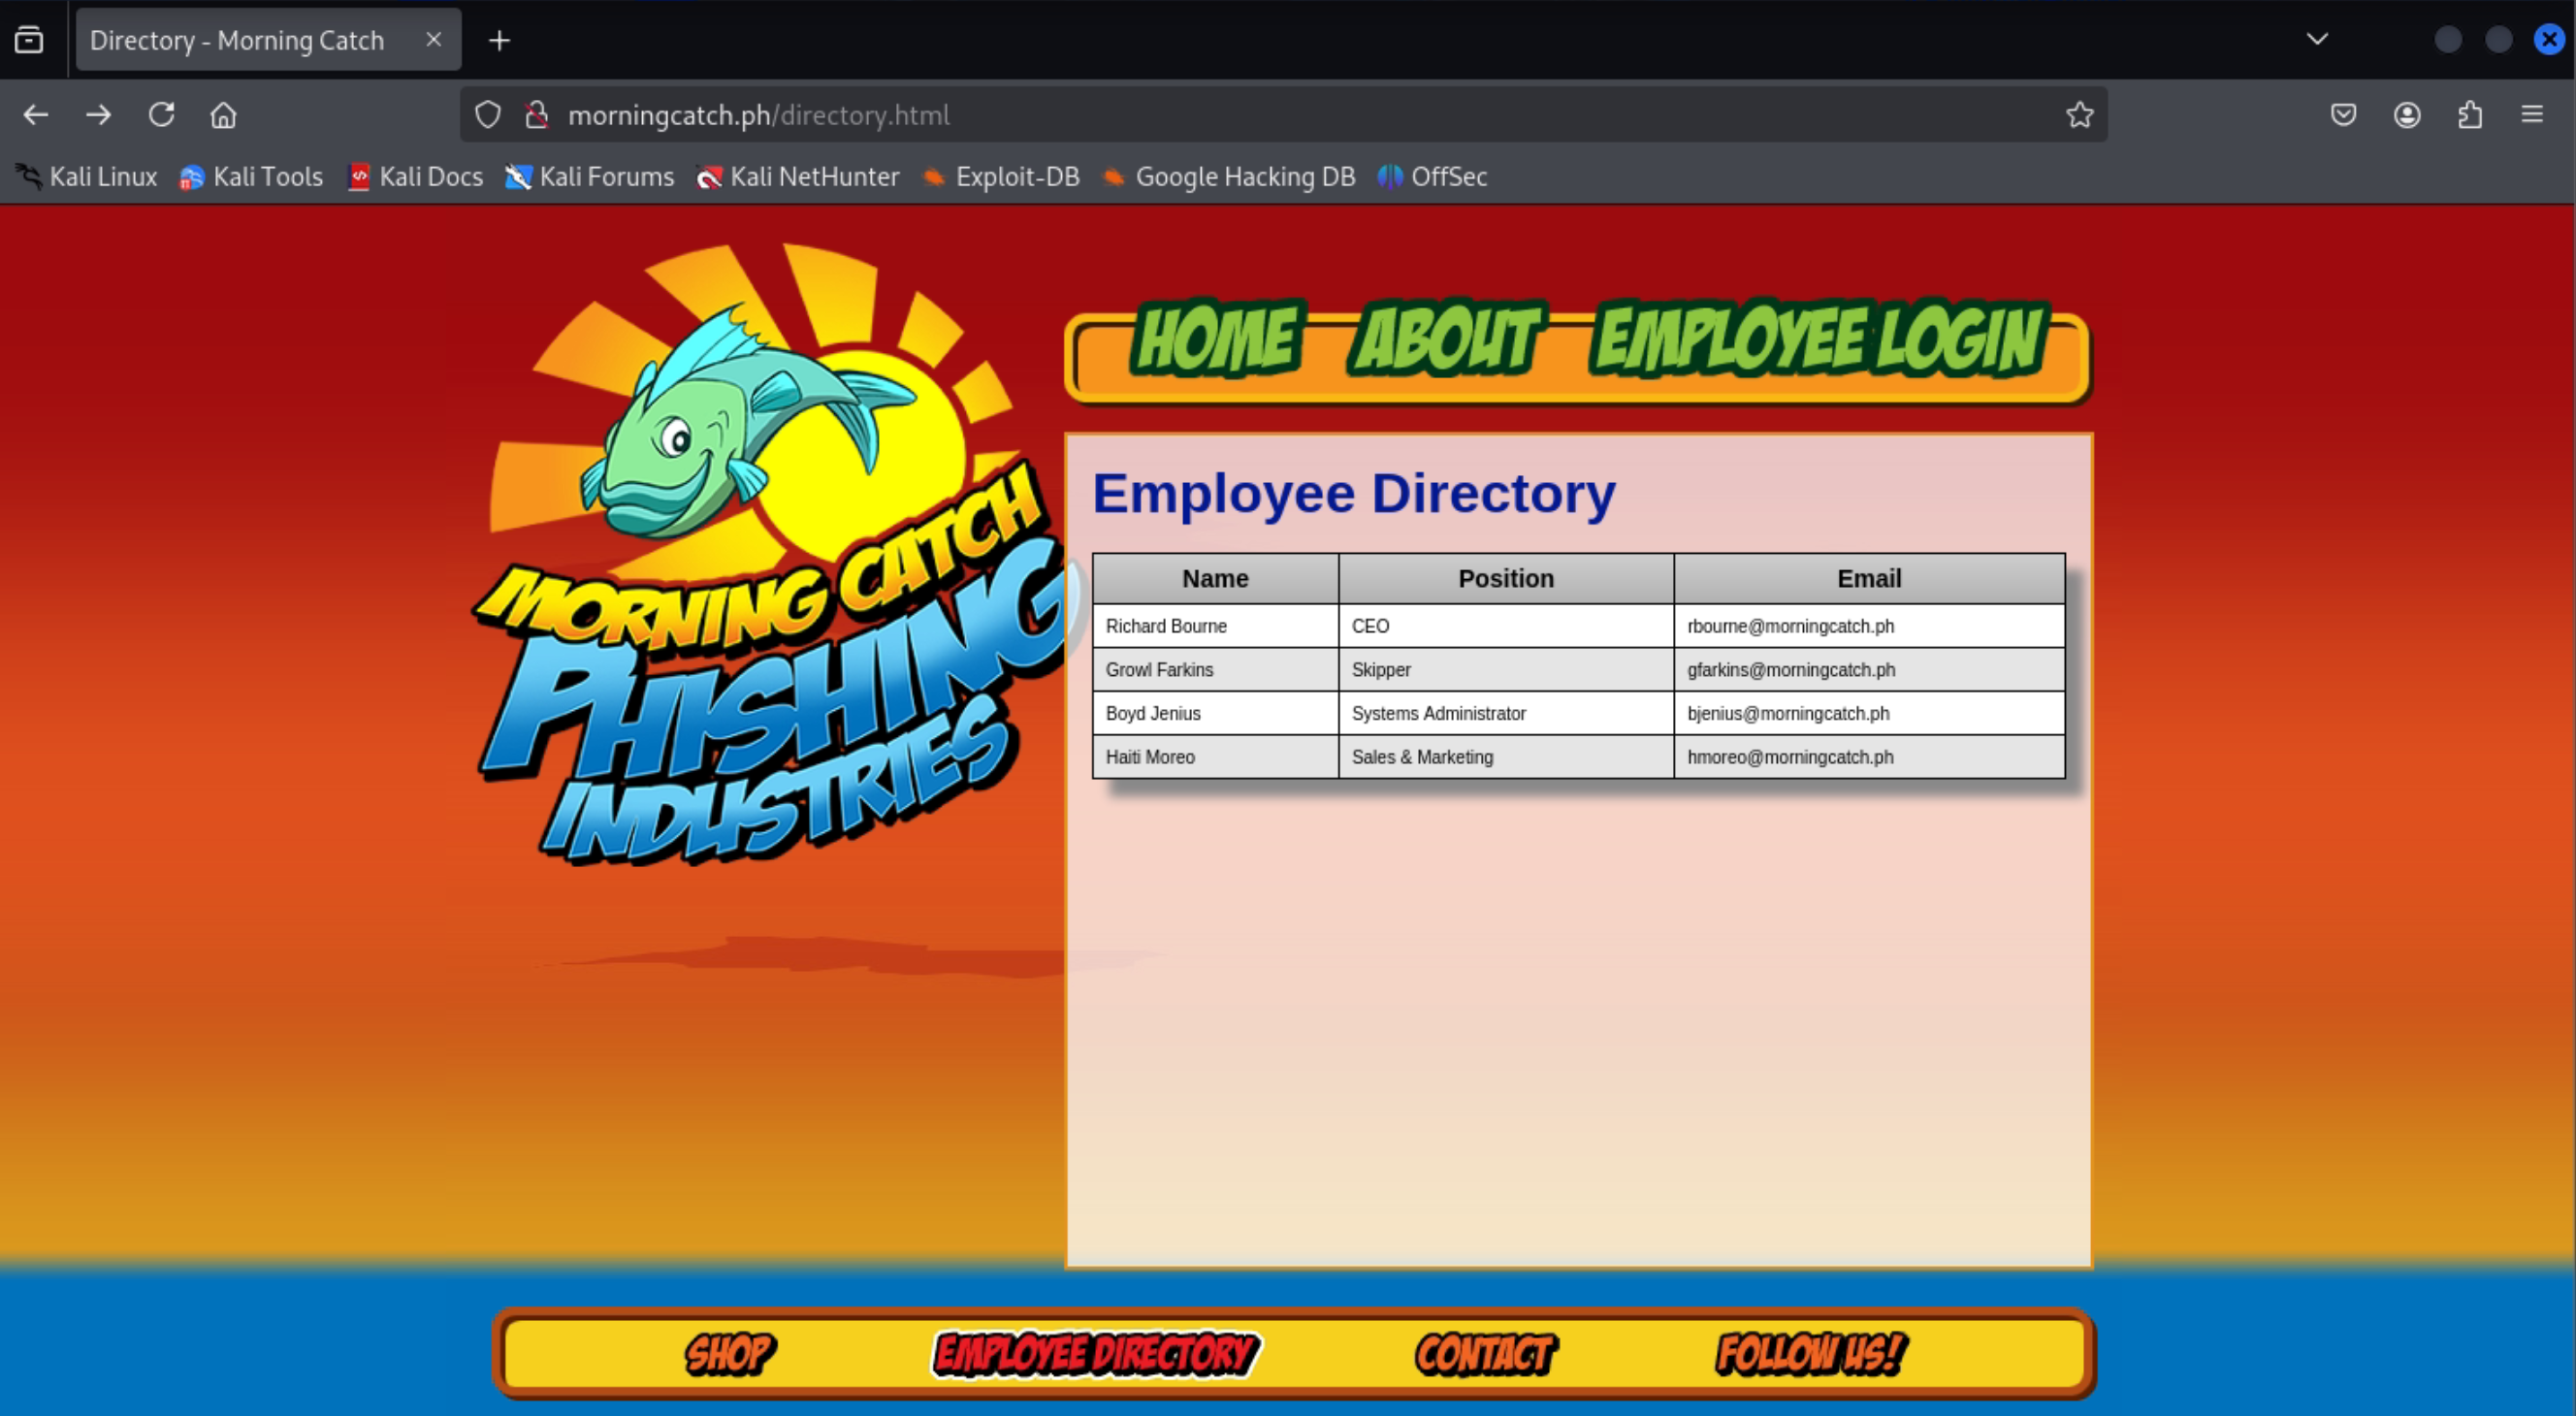 Directory - Morning Catch
morningcatch.ph/directory.html
Kali Linux Kali Tools Kali Docs Kali Forums Kali NetHunter Exploit-DB Google Hacking DB OffSec
HOME ABOUT EMPLOYEE LOGIN
MORNING CATCH
PHISHING
INDUSTRIES
Employee Directory
Name Position Email
Richard Bourne CEO rbourne@morningcatch.ph
Growl Farkins Skipper gfarkins@morningcatch.ph
Boyd Jenius Systems Administrator bjenius@morningcatch.ph
Haiti Moreo Sales & Marketing hmoreo@morningcatch.ph
SHOP EMPLOYEE DIRECTORY CONTACT FOLLOW US!